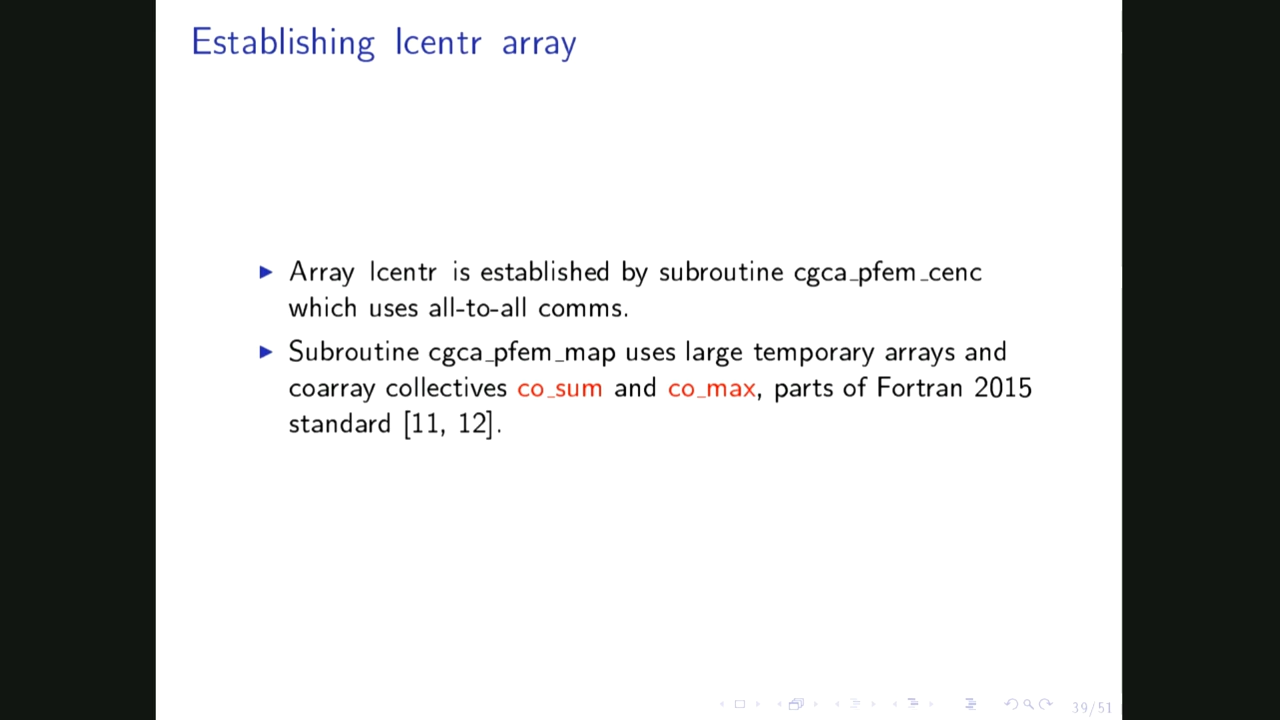 Establishing lcentr array
▶ Array lcentr is established by subroutine cgca_pfem_cenc
which uses all-to-all comms.
▶ Subroutine cgca_pfem_map uses large temporary arrays and
coarray collectives co_sum and co_max, parts of Fortran 2015
standard [11, 12].
39/51